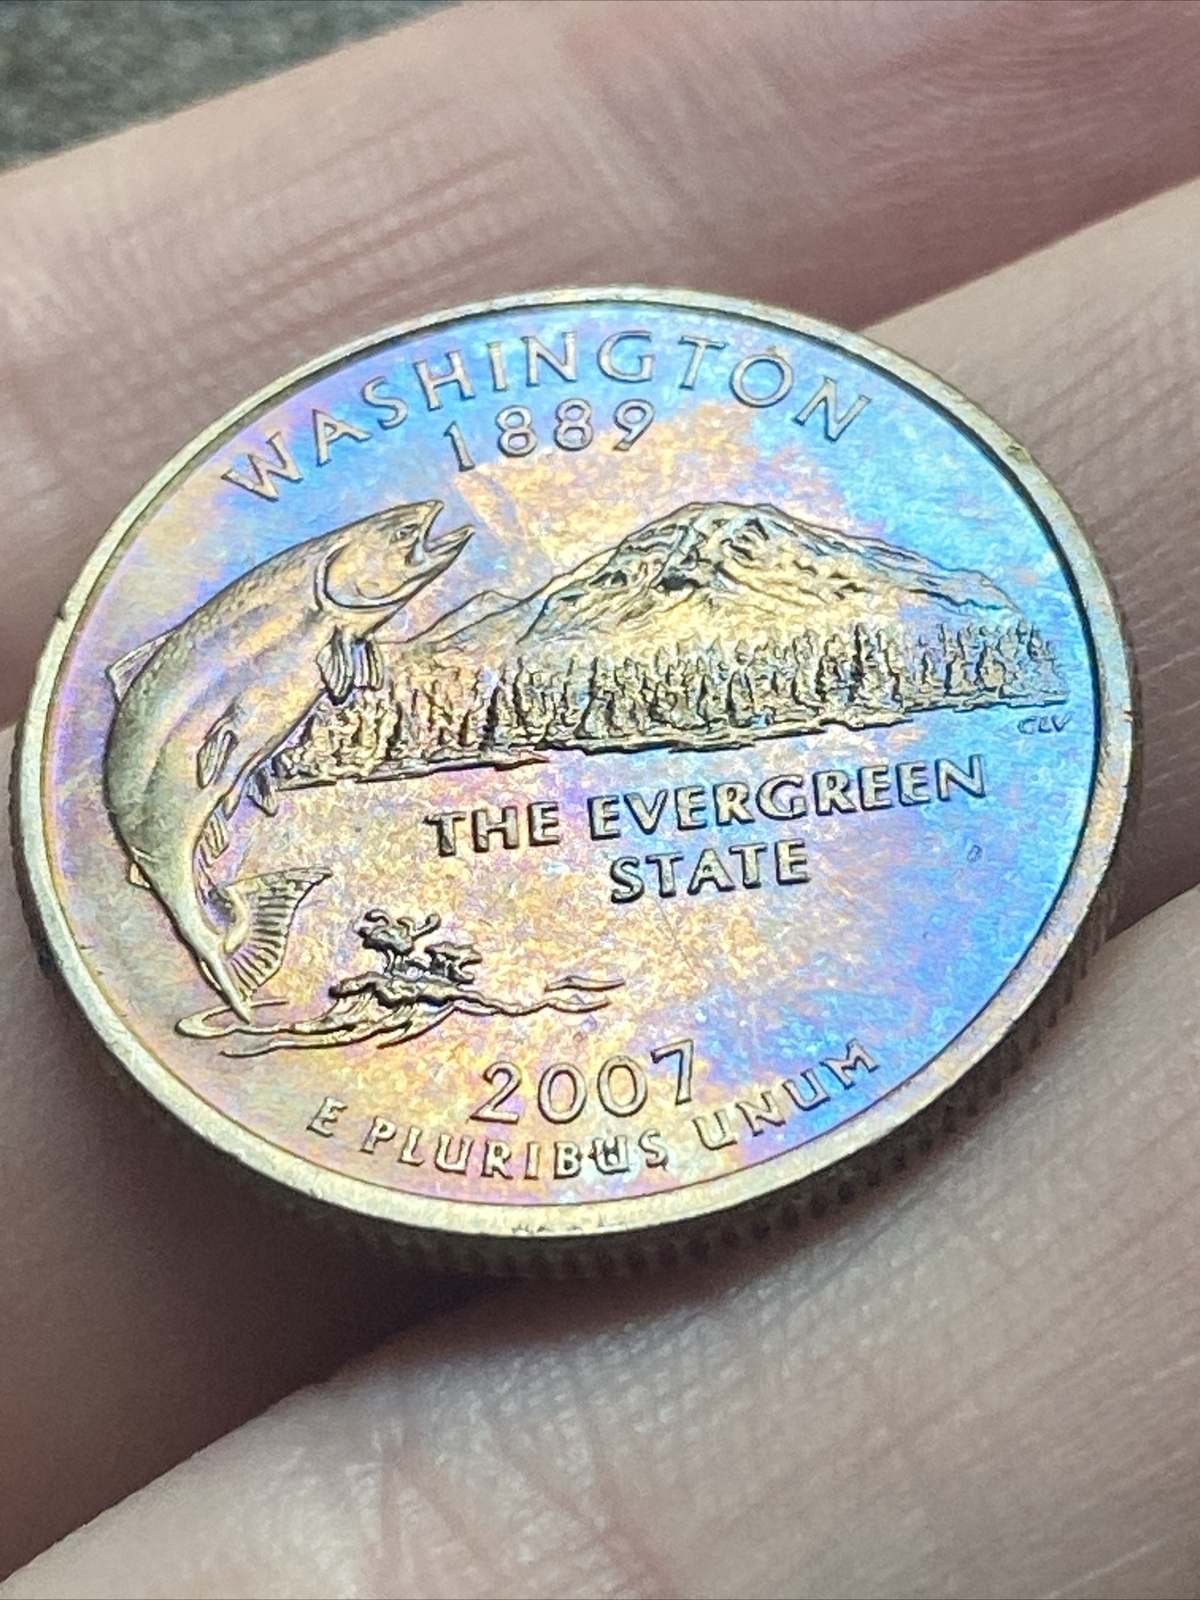 WASHINGTON
1889
CLV
THE EVERGREEN
STATE
2007
E PLURIBUS UNUM